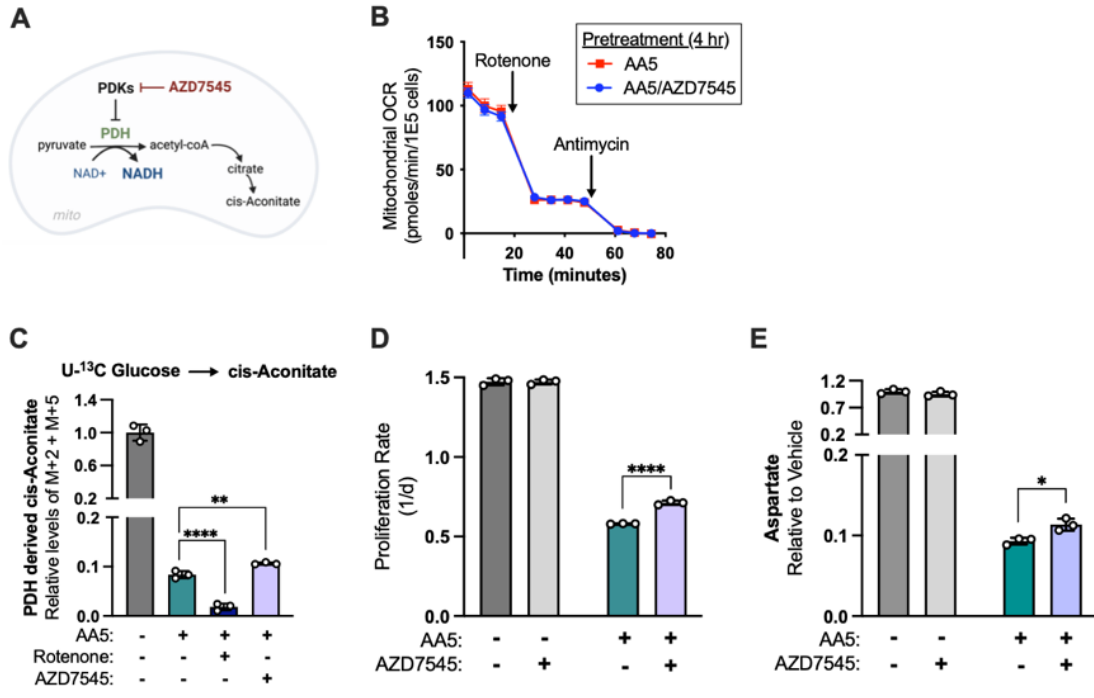 A
PDKs
AZD7545
PDH
pyruvate
acetyl-coA
NAD+
NADH
citrate
cis-Aconitate
mito
B
Mitochondrial OCR
(pmoles/min/1E5 cells)
150
100
50
0
0
20
40
60
80
Time (minutes)
Rotenone
Antimycin
Pretreatment (4 hr)
AA5
AA5/AZD7545
C
U-¹³C Glucose → cis-Aconitate
PDH derived cis-Aconitate
Relative levels of M+2 + M+5
1.4
1.0
0.6
0.2
0.1
0.0
**
****
AA5: - + + +
Rotenone: - - + -
AZD7545: - - - +
D
Proliferation Rate
(1/d)
1.5
1.0
0.5
0.0
****
AA5: - - + +
AZD7545: - + - +
E
Aspartate
Relative to Vehicle
1.2
0.7
0.2
0.2
0.1
0.0
*
AA5: - - + +
AZD7545: - + - +